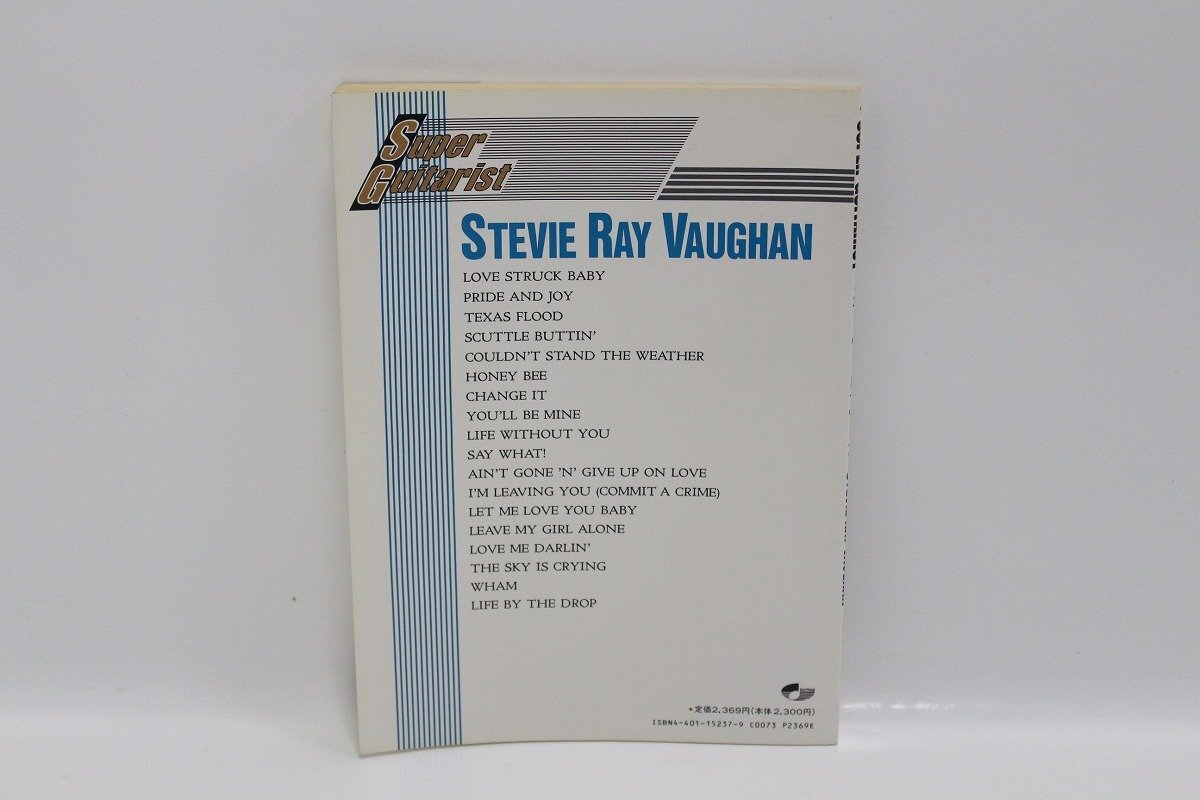 Super
Guitarist
STEVIE RAY VAUGHAN
LOVE STRUCK BABY
PRIDE AND JOY
TEXAS FLOOD
SCUTTLE BUTTIN'
COULDN'T STAND THE WEATHER
HONEY BEE
CHANGE IT
YOU'LL BE MINE
LIFE WITHOUT YOU
SAY WHAT!
AIN'T GONE 'N' GIVE UP ON LOVE
I'M LEAVING YOU (COMMIT A CRIME)
LET ME LOVE YOU BABY
LEAVE MY GIRL ALONE
LOVE ME DARLIN'
THE SKY IS CRYING
WHAM
LIFE BY THE DROP
★定価2,369円(本体2,300円)
ISBN4-401-15237-9 C0073 P2369E